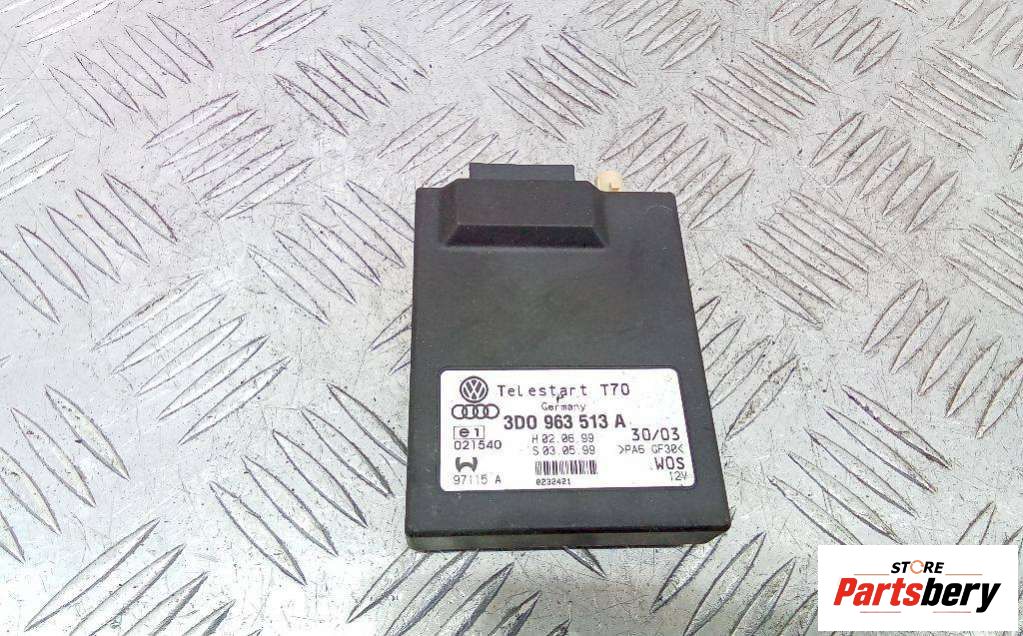 VW
Telestart T70
Germany
3D0 963 513 A
e1
021540
H 02.06.99
30/03
S 03.05.99
>PA6 GF30<
WOS
97115 A
0232421
12V
STORE
Partsbery